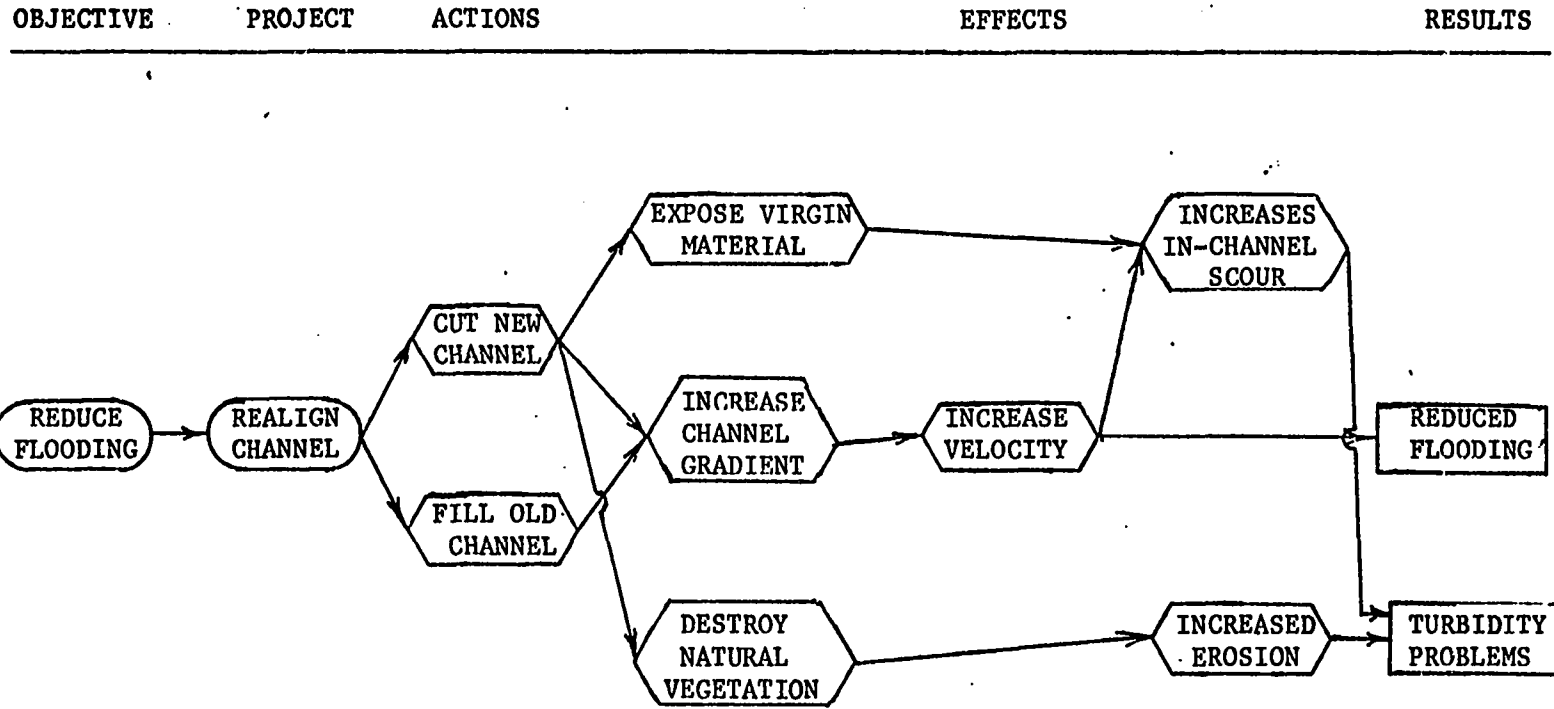 OBJECTIVE PROJECT ACTIONS EFFECTS RESULTS
REDUCE
FLOODING
REALIGN
CHANNEL
CUT NEW
CHANNEL
FILL OLD
CHANNEL
EXPOSE VIRGIN
MATERIAL
INCREASE
CHANNEL
GRADIENT
DESTROY
NATURAL
VEGETATION
INCREASE
VELOCITY
INCREASES
IN-CHANNEL
SCOUR
INCREASED
EROSION
REDUCED
FLOODING
TURBIDITY
PROBLEMS